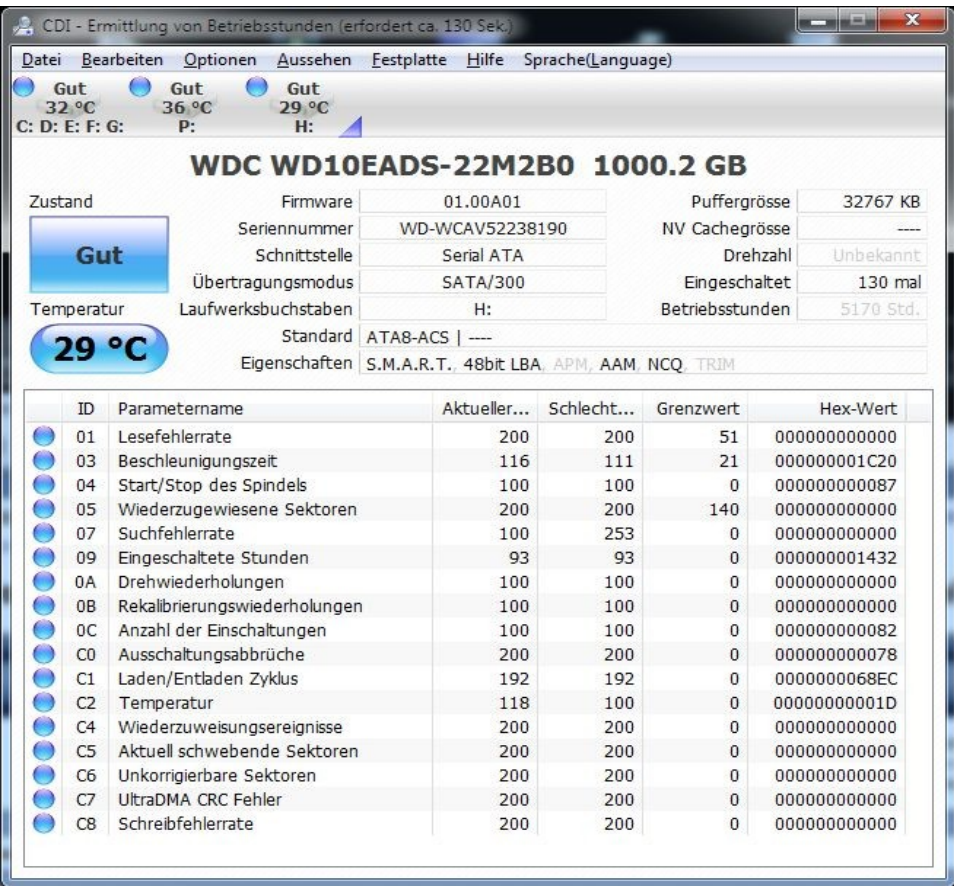 CDI - Ermittlung von Betriebsstunden (erfordert ca. 130 Sek.)
Datei Bearbeiten Optionen Aussehen Festplatte Hilfe Sprache(Language)
Gut Gut Gut
32 °C 36 °C 29 °C
C: D: E: F: G: P: H:
WDC WD10EADS-22M2B0 1000.2 GB
Zustand Firmware 01.00A01 Puffergrösse 32767 KB
Gut Seriennummer WD-WCAV52238190 NV Cachegrösse ----
Schnittstelle Serial ATA Drehzahl Unbekannt
Übertragungsmodus SATA/300 Eingeschaltet 130 mal
Temperatur Laufwerksbuchstaben H: Betriebsstunden 5170 Std.
29 °C Standard ATA8-ACS | ----
Eigenschaften S.M.A.R.T., 48bit LBA, APM, AAM, NCQ, TRIM
ID Parametername Aktueller... Schlecht... Grenzwert Hex-Wert
01 Lesefehlerrate 200 200 51 000000000000
03 Beschleunigungszeit 116 111 21 000000001C20
04 Start/Stop des Spindels 100 100 0 000000000087
05 Wiederzugewiesene Sektoren 200 200 140 000000000000
07 Suchfehlerrate 100 253 0 000000000000
09 Eingeschaltete Stunden 93 93 0 000000001432
0A Drehwiederholungen 100 100 0 000000000000
0B Rekalibrierungswiederholungen 100 100 0 000000000000
0C Anzahl der Einschaltungen 100 100 0 000000000082
C0 Ausschaltungsabbrüche 200 200 0 000000000078
C1 Laden/Entladen Zyklus 192 192 0 0000000068EC
C2 Temperatur 118 100 0 00000000001D
C4 Wiederzuweisungsereignisse 200 200 0 000000000000
C5 Aktuell schwebende Sektoren 200 200 0 000000000000
C6 Unkorrigierbare Sektoren 200 200 0 000000000000
C7 UltraDMA CRC Fehler 200 200 0 000000000000
C8 Schreibfehlerrate 200 200 0 000000000000